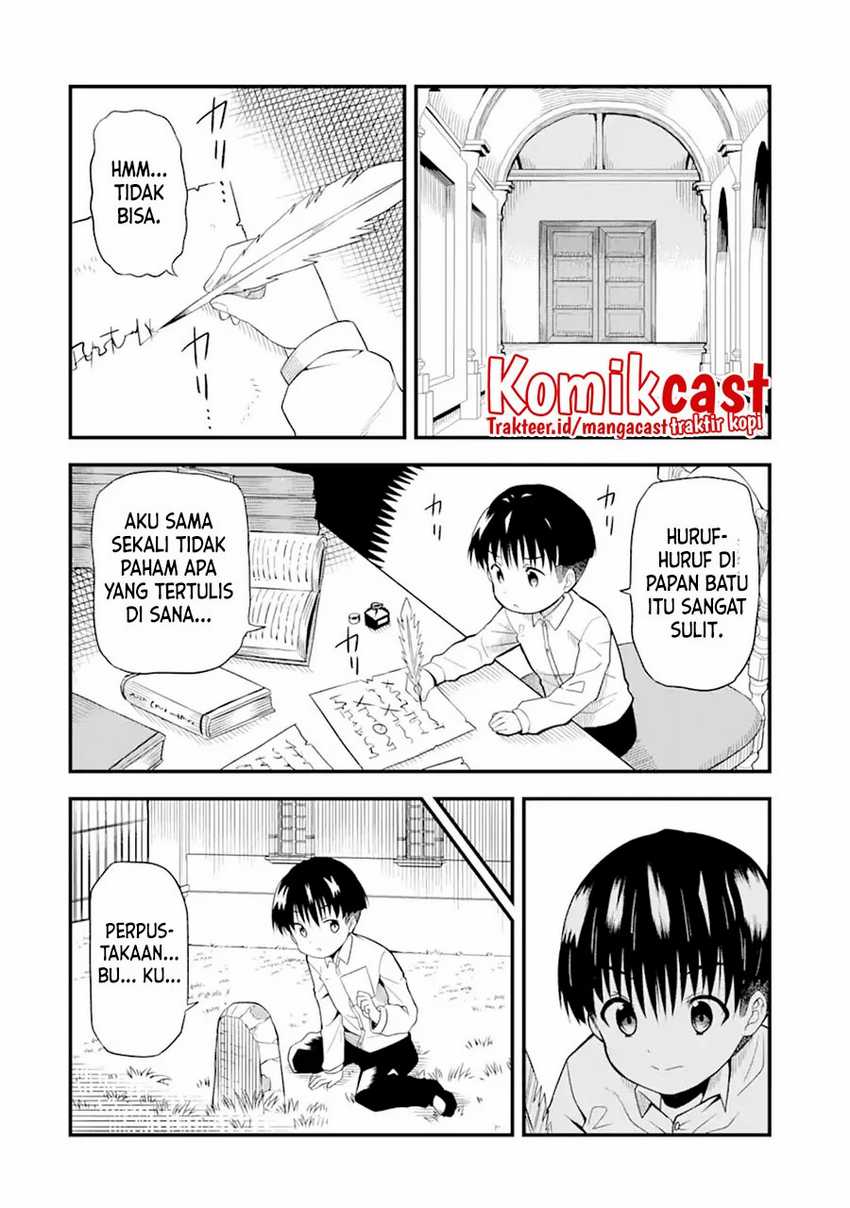 Komikcast
Trakteer.id/mangacast traktir kopi
HMM...
TIDAK
BISA.
HURUF-
HURUF DI
PAPAN BATU
ITU SANGAT
SULIT.
AKU SAMA
SEKALI TIDAK
PAHAM APA
YANG TERTULIS
DI SANA...
PERPUS-
TAKAAN...
BU... KU...